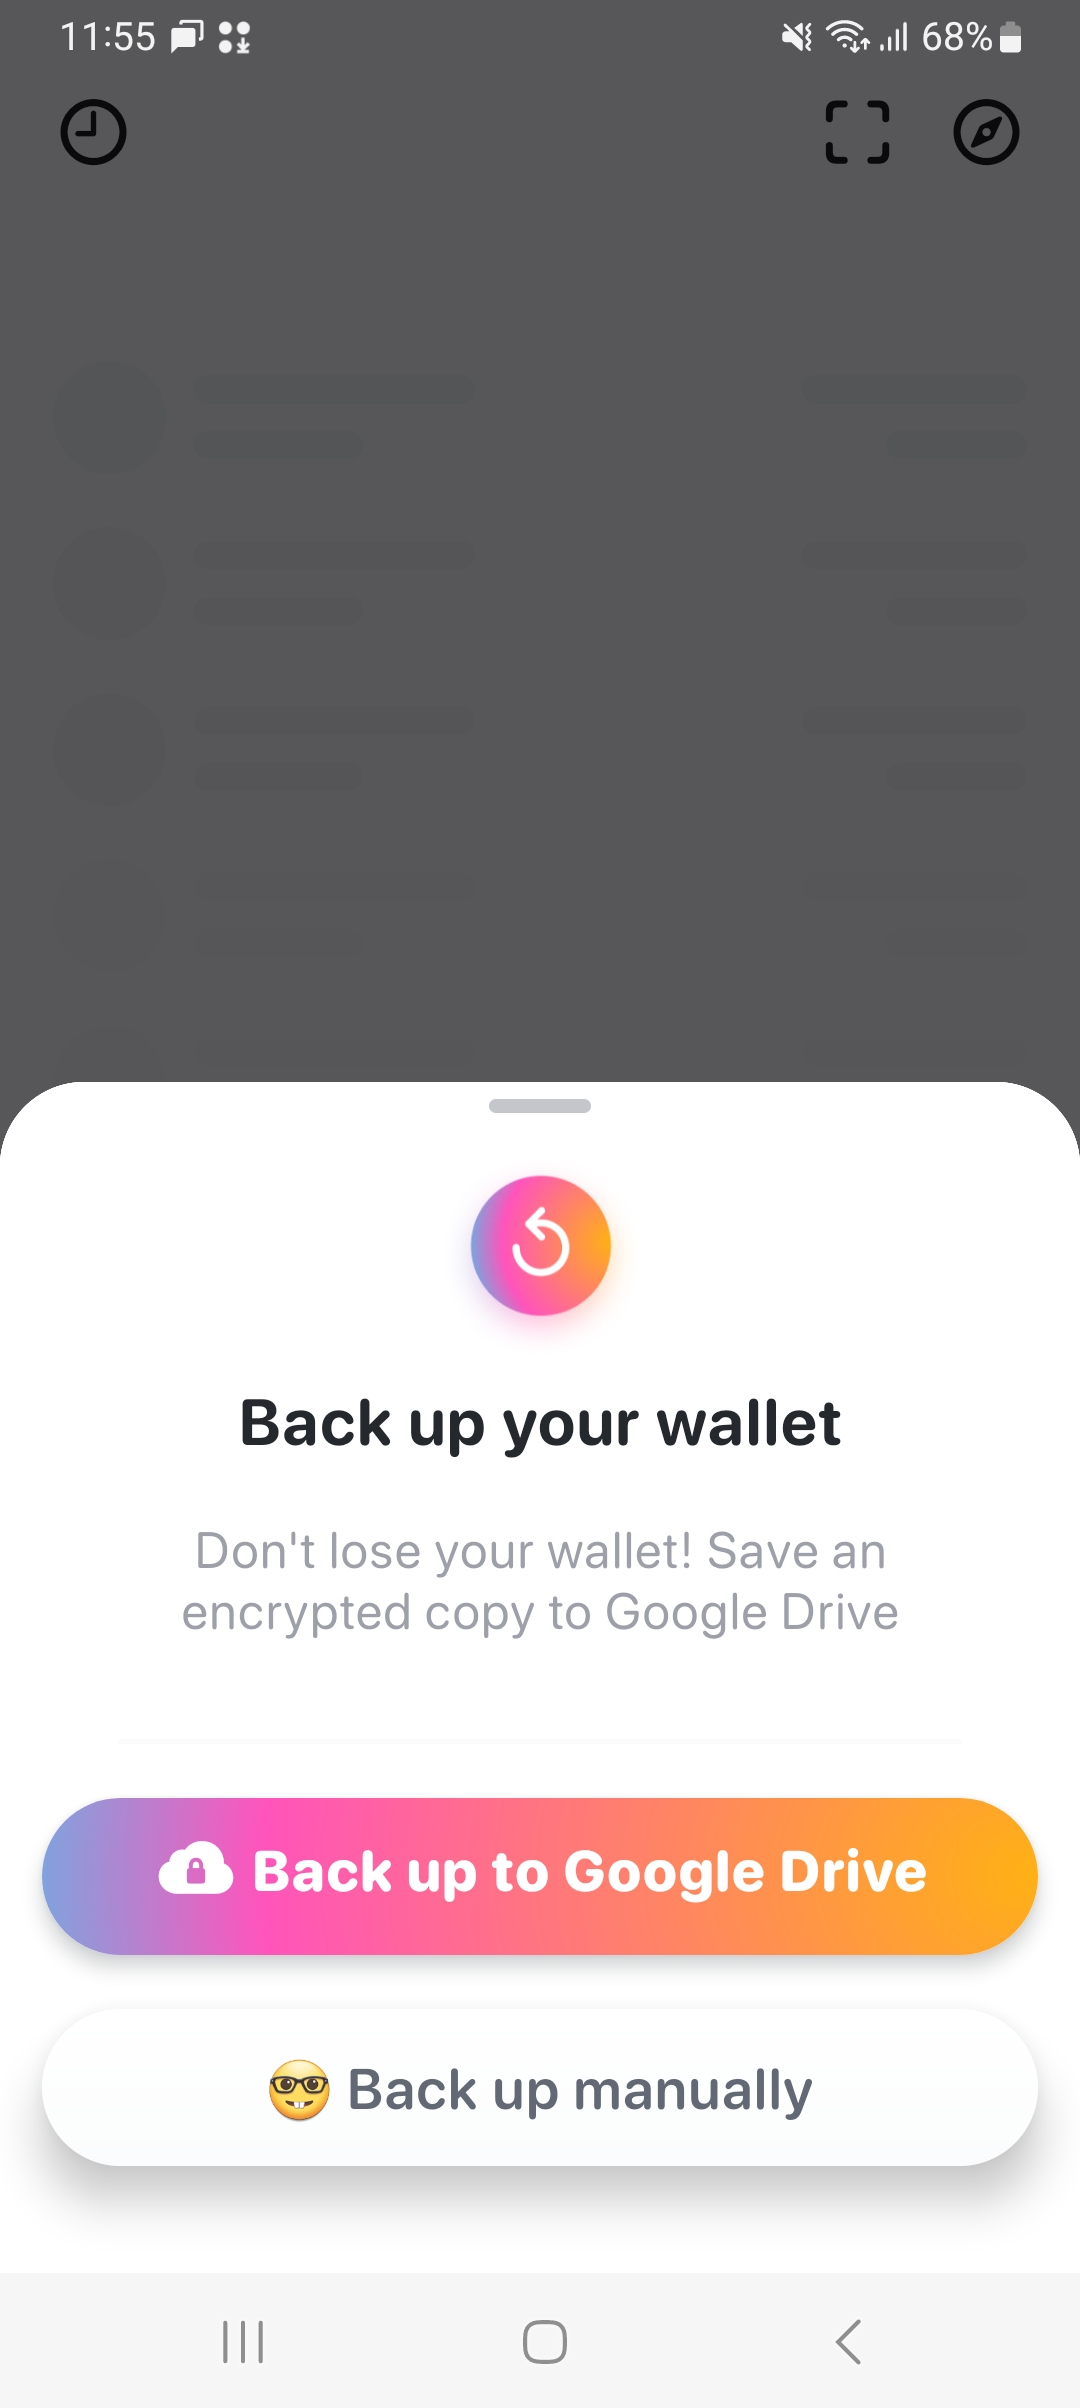 11:55
68%
Back up your wallet
Don't lose your wallet! Save an
encrypted copy to Google Drive
Back up to Google Drive
🤓 Back up manually